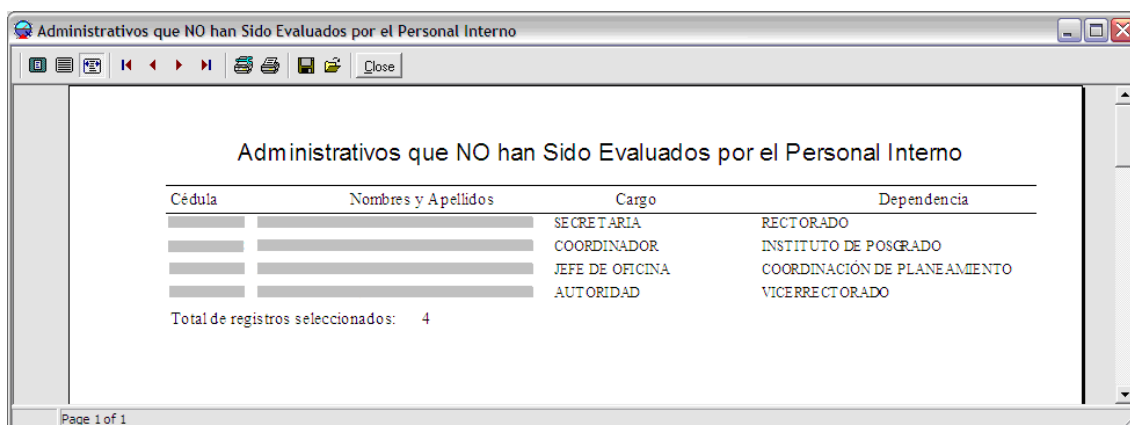 Administrativos que NO han Sido Evaluados por el Personal Interno
Close
Administrativos que NO han Sido Evaluados por el Personal Interno
Cédula Nombres y Apellidos Cargo Dependencia
SECRETARIA RECTORADO
COORDINADOR INSTITUTO DE POSGRADO
JEFE DE OFICINA COORDINACIÓN DE PLANEAMIENTO
AUTORIDAD VICERRECTORADO
Total de registros seleccionados: 4
Page 1 of 1